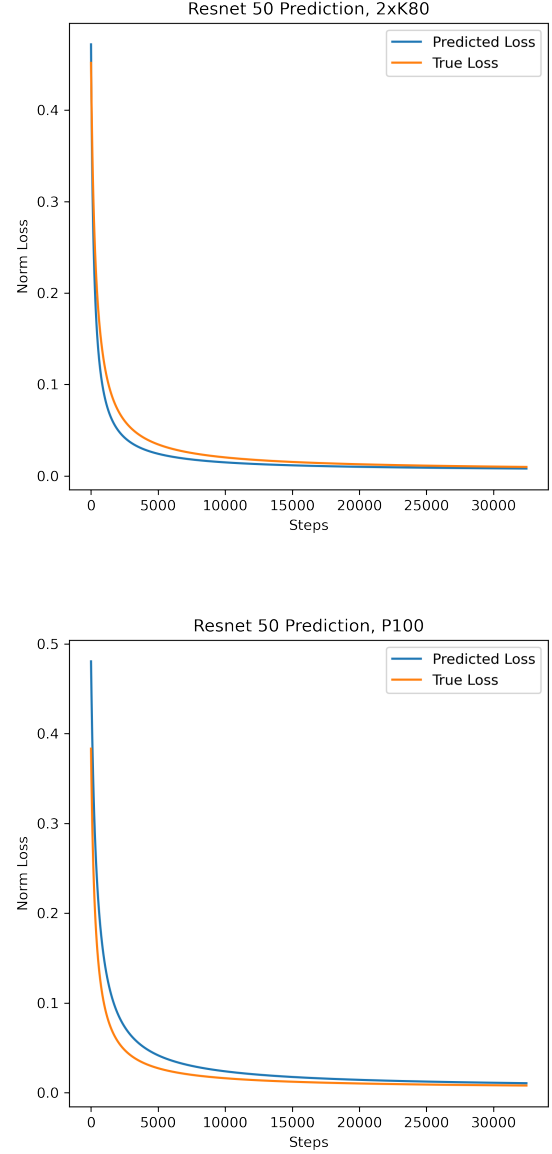 Resnet 50 Prediction, 2xK80
Predicted Loss
True Loss
0.4
0.3
0.2
0.1
0.0
Norm Loss
0 5000 10000 15000 20000 25000 30000
Steps
Resnet 50 Prediction, P100
Predicted Loss
True Loss
0.5
0.4
0.3
0.2
0.1
0.0
Norm Loss
0 5000 10000 15000 20000 25000 30000
Steps